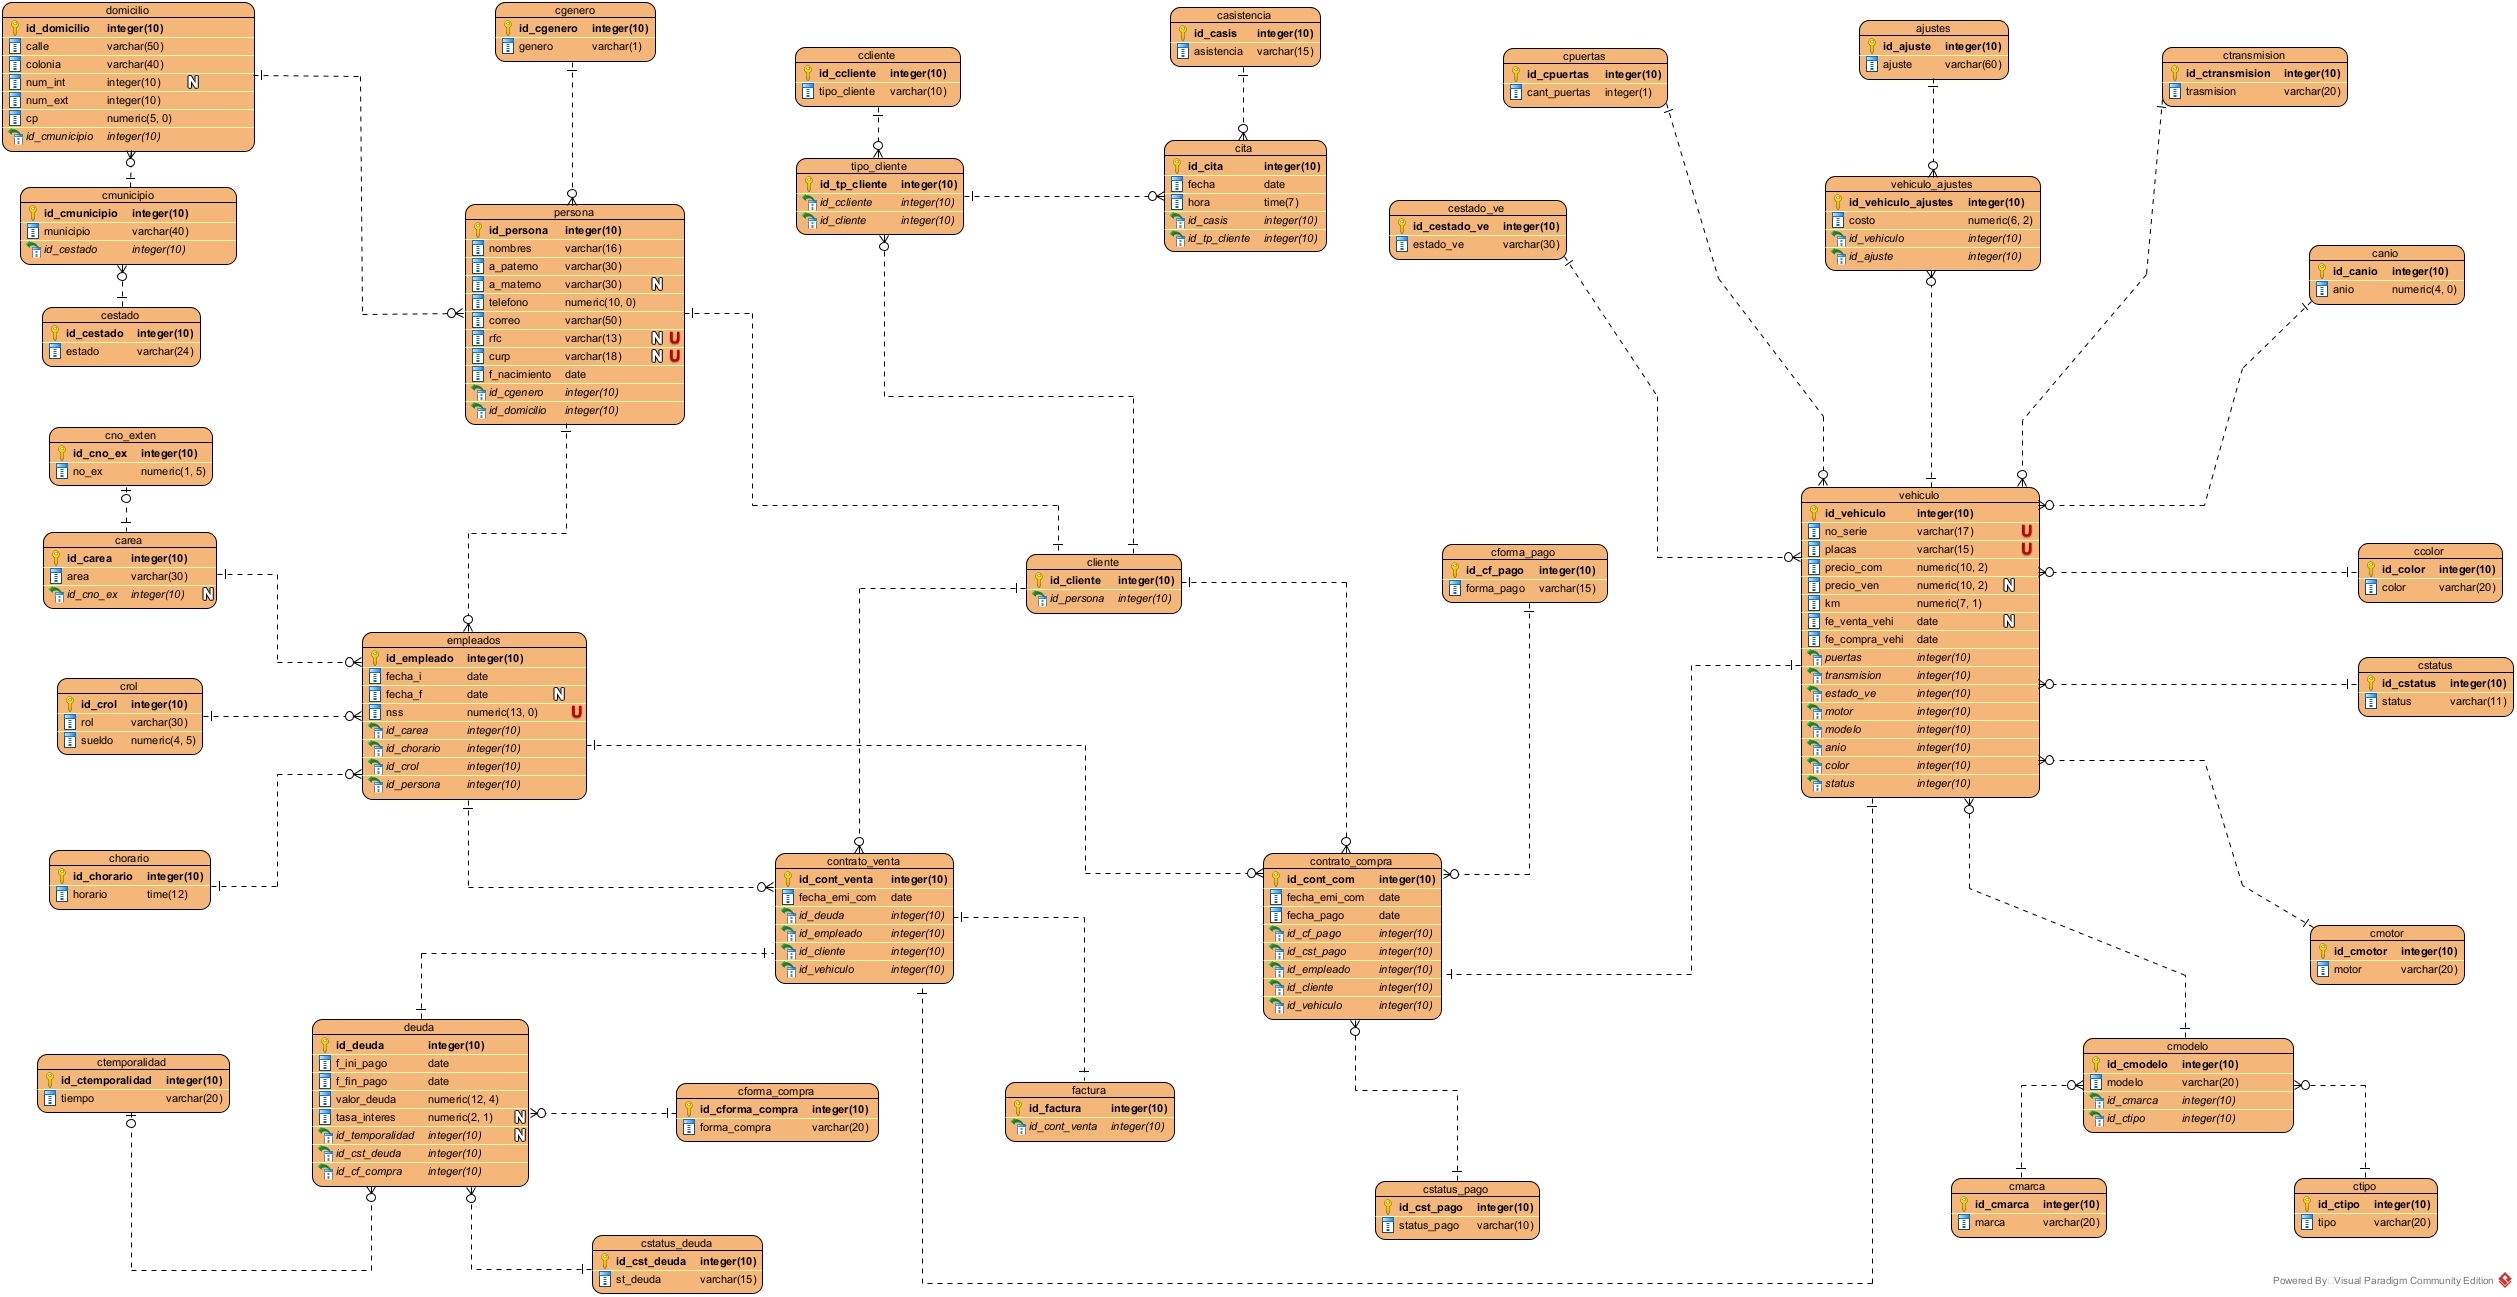 domicilio
id_domicilio integer(10)
calle varchar(50)
colonia varchar(40)
num_int integer(10) N
num_ext integer(10)
cp numeric(5, 0)
id_cmunicipio integer(10)
cmunicipio
id_cmunicipio integer(10)
municipio varchar(40)
id_cestado integer(10)
cestado
id_cestado integer(10)
estado varchar(24)
cgenero
id_cgenero integer(10)
genero varchar(1)
persona
id_persona integer(10)
nombres varchar(16)
a_paterno varchar(30)
a_materno varchar(30) N
telefono numeric(10, 0)
correo varchar(50)
rfc varchar(13) N U
curp varchar(18) N U
f_nacimiento date
id_cgenero integer(10)
id_domicilio integer(10)
ccliente
id_ccliente integer(10)
tipo_cliente varchar(10)
tipo_cliente
id_tp_cliente integer(10)
id_ccliente integer(10)
id_cliente integer(10)
casistencia
id_casis integer(10)
asistencia varchar(15)
cita
id_cita integer(10)
fecha date
hora time(7)
id_casis integer(10)
id_tp_cliente integer(10)
cpuertas
id_cpuertas integer(10)
cant_puertas integer(1)
cestado_ve
id_cestado_ve integer(10)
estado_ve varchar(30)
ajustes
id_ajuste integer(10)
ajuste varchar(60)
vehiculo_ajustes
id_vehiculo_ajustes integer(10)
costo numeric(6, 2)
id_vehiculo integer(10)
id_ajuste integer(10)
ctransmision
id_ctransmision integer(10)
trasmision varchar(20)
canio
id_canio integer(10)
anio numeric(4, 0)
cno_exten
id_cno_ex integer(10)
no_ex numeric(1, 5)
carea
id_carea integer(10)
area varchar(30)
id_cno_ex integer(10) N
crol
id_crol integer(10)
rol varchar(30)
sueldo numeric(4, 5)
chorario
id_chorario integer(10)
horario time(12)
empleados
id_empleado integer(10)
fecha_i date
fecha_f date N
nss numeric(13, 0) U
id_carea integer(10)
id_chorario integer(10)
id_crol integer(10)
id_persona integer(10)
cliente
id_cliente integer(10)
id_persona integer(10)
cforma_pago
id_cf_pago integer(10)
forma_pago varchar(15)
vehiculo
id_vehiculo integer(10)
no_serie varchar(17) U
placas varchar(15) U
precio_com numeric(10, 2)
precio_ven numeric(10, 2) N
km numeric(7, 1)
fe_venta_vehi date N
fe_compra_vehi date
puertas integer(10)
transmision integer(10)
estado_ve integer(10)
motor integer(10)
modelo integer(10)
anio integer(10)
color integer(10)
status integer(10)
ccolor
id_color integer(10)
color varchar(20)
cstatus
id_cstatus integer(10)
status varchar(11)
cmotor
id_cmotor integer(10)
motor varchar(20)
contrato_venta
id_cont_venta integer(10)
fecha_emi_com date
id_deuda integer(10)
id_empleado integer(10)
id_cliente integer(10)
id_vehiculo integer(10)
contrato_compra
id_cont_com integer(10)
fecha_emi_com date
fecha_pago date
id_cf_pago integer(10)
id_cst_pago integer(10)
id_empleado integer(10)
id_cliente integer(10)
id_vehiculo integer(10)
ctemporalidad
id_ctemporalidad integer(10)
tiempo varchar(20)
deuda
id_deuda integer(10)
f_ini_pago date
f_fin_pago date
valor_deuda numeric(12, 4)
tasa_interes numeric(2, 1) N
id_temporalidad integer(10) N
id_cst_deuda integer(10)
id_cf_compra integer(10)
cforma_compra
id_cforma_compra integer(10)
forma_compra varchar(20)
factura
id_factura integer(10)
id_cont_venta integer(10)
cstatus_deuda
id_cst_deuda integer(10)
st_deuda varchar(15)
cstatus_pago
id_cst_pago integer(10)
status_pago varchar(10)
cmodelo
id_cmodelo integer(10)
modelo varchar(20)
id_cmarca integer(10)
id_ctipo integer(10)
cmarca
id_cmarca integer(10)
marca varchar(20)
ctipo
id_ctipo integer(10)
tipo varchar(20)
Powered By Visual Paradigm Community Edition